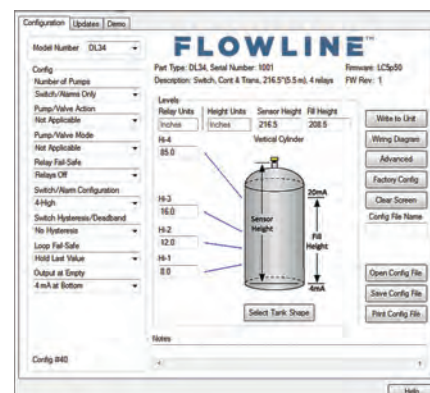 Configuration Updates Demo
Model Number DL34
FLOWLINE™
Part Type: DL34, Serial Number: 1001
Firmware: LC5p50
Description: Switch, Cont & Trans, 216.5"(5.5m), 4 relays
FW Rev: 1
Config
Number of Pumps
Switch/Alarms Only
Pump/Valve Action
Not Applicable
Pump/Valve Mode
Not Applicable
Relay Fail-Safe
Relays Off
Switch/Alarm Configuration
4-High
Switch Hysteresis/Deadband
No Hysteresis
Loop Fail-Safe
Hold Last Value
Output at Empty
4 mA at Bottom
Config #40
Levels
Relay Units Height Units Sensor Height Fill Height
Inches Inches 216.5 208.5
Hi-4
85.0
Vertical Cylinder
Hi-3
16.0
Hi-2
12.0
Hi-1
8.0
20mA
Sensor
Height
Fill
Height
4mA
Select Tank Shape
Notes
Write to Unit
Wiring Diagram
Advanced
Factory Config
Clear Screen
Config File Name
Open Config File
Save Config File
Print Config File
Help